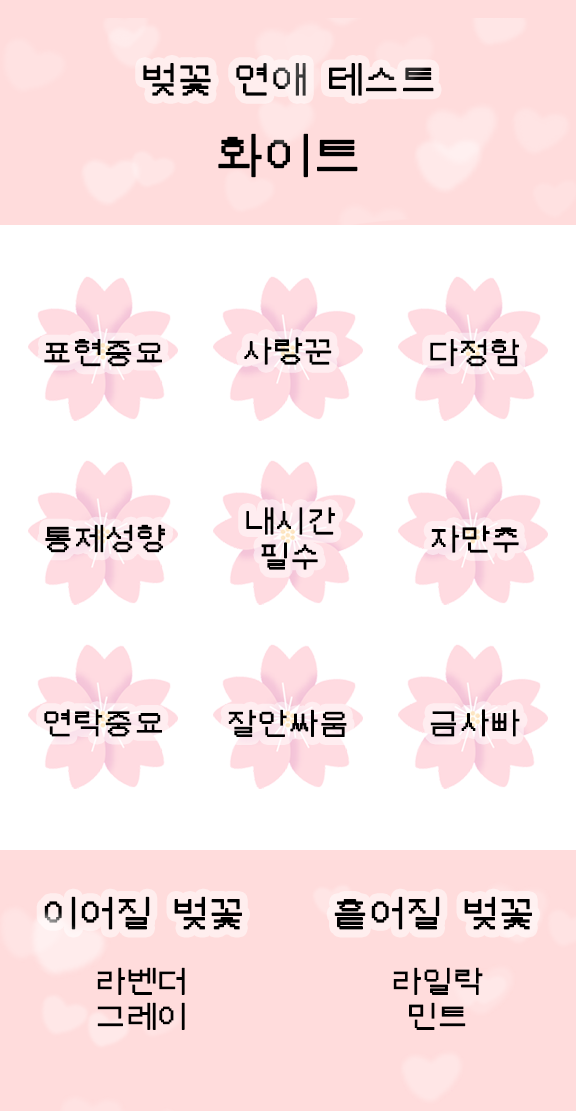 벚꽃 연애 테스트
화이트
표현중요
사랑꾼
다정함
통제성향
내시간
필수
자만추
연락중요
잘안싸움
금사빠
이어질 벚꽃
흩어질 벚꽃
라벤더
그레이
라일락
민트